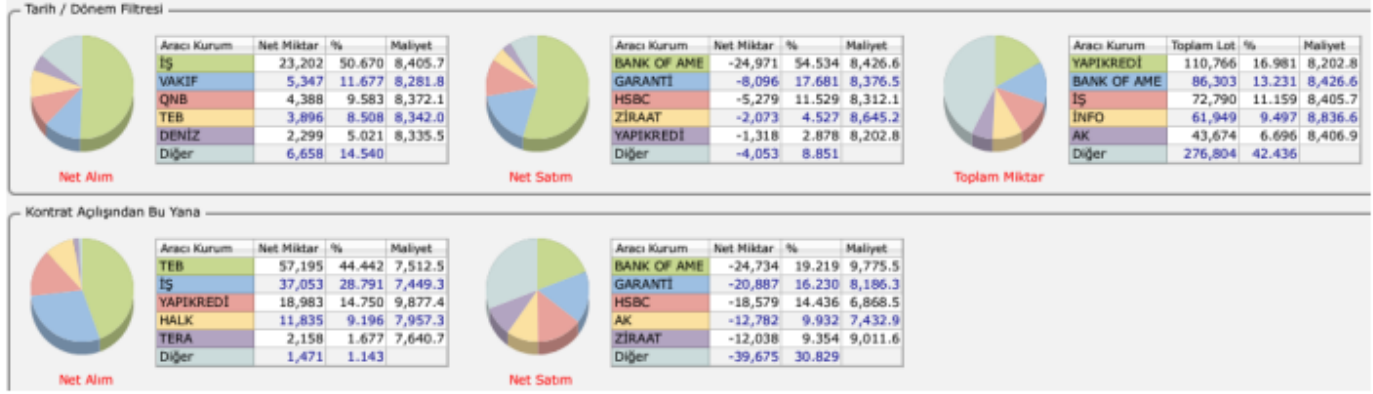 Tarih / Dönem Filtresi
Aracı Kurum Net Miktar % Maliyet
İŞ 23,202 50.670 8,405.7
VAKIF 5,347 11.677 8,281.8
QNB 4,388 9.583 8,372.1
TEB 3,896 8.508 8,342.0
DENİZ 2,299 5.021 8,335.5
Diğer 6,658 14.540
Net Alım
Aracı Kurum Net Miktar % Maliyet
BANK OF AME -24,971 54.534 8,426.6
GARANTİ -8,096 17.681 8,376.5
HSBC -5,279 11.529 8,312.1
ZİRAAT -2,073 4.527 8,645.2
YAPIKREDİ -1,318 2.878 8,202.8
Diğer -4,053 8.851
Net Satım
Aracı Kurum Toplam Lot % Maliyet
YAPIKREDİ 110,766 16.981 8,202.8
BANK OF AME 86,303 13.231 8,426.6
İŞ 72,790 11.159 8,405.7
İNFO 61,949 9.497 8,836.6
AK 43,674 6.696 8,406.9
Diğer 276,804 42.436
Toplam Miktar
Kontrat Açılışından Bu Yana
Aracı Kurum Net Miktar % Maliyet
TEB 57,195 44.442 7,512.5
İŞ 37,053 28.791 7,449.3
YAPIKREDİ 18,983 14.750 9,877.4
HALK 11,835 9.196 7,957.3
TERA 2,158 1.677 7,640.7
Diğer 1,471 1.143
Net Alım
Aracı Kurum Net Miktar % Maliyet
BANK OF AME -24,734 19.219 9,775.5
GARANTİ -20,887 16.230 8,186.3
HSBC -18,579 14.436 6,868.5
AK -12,782 9.932 7,432.9
ZİRAAT -12,038 9.354 9,011.6
Diğer -39,675 30.829
Net Satım